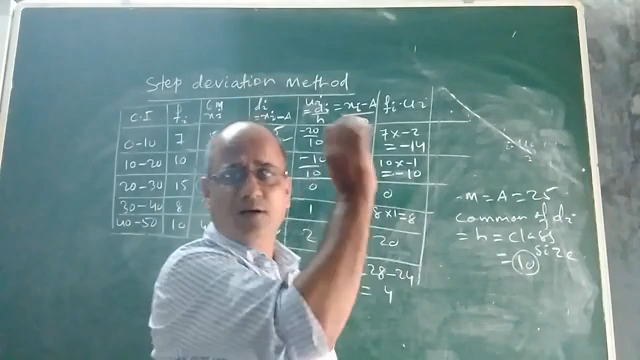 Step deviation Method
C.I fi CM xi di = xi-A ui = di/h = xi-A fi.ui
0-10 7 -20/10 7x-2 = -14
10-20 10 -10/10 10x-1 = -10
20-30 15 0 0
30-40 8 1 8x1=8
40-50 10 2 20
28-24
= 4
-M=A=25
Common of di
= h = class size
= 10